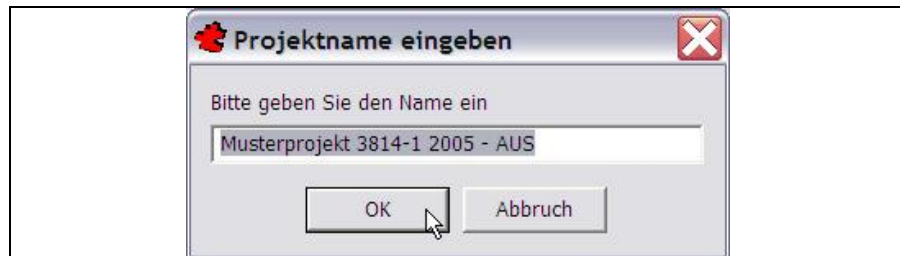 Projektname eingeben
Bitte geben Sie den Name ein
Musterprojekt 3814-1 2005 - AUS
OK Abbruch